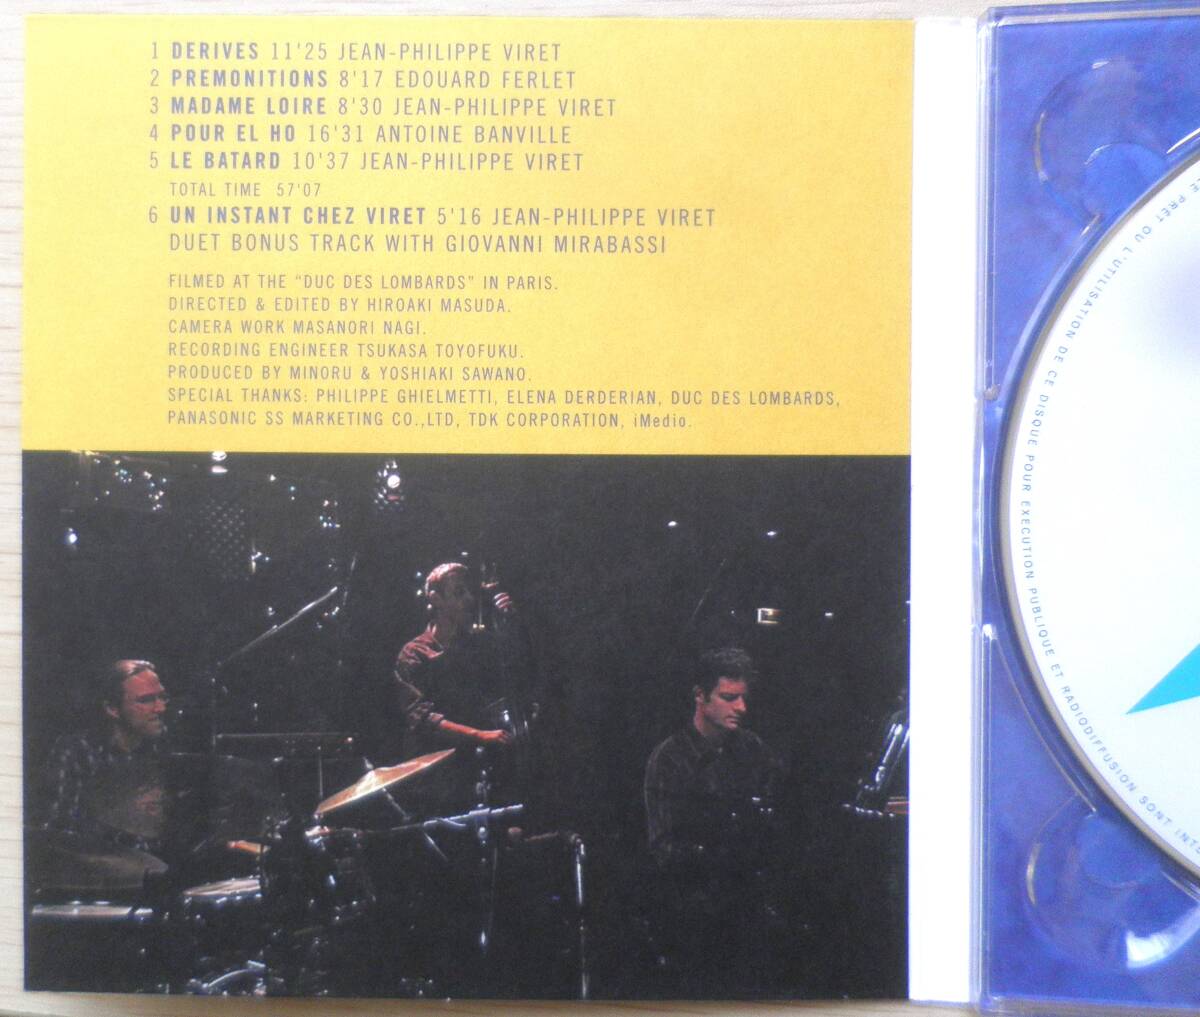 1 DERIVES 11'25 JEAN-PHILIPPE VIRET
2 PREMONITIONS 8'17 EDOUARD FERLET
3 MADAME LOIRE 8'30 JEAN-PHILIPPE VIRET
4 POUR EL HO 16'31 ANTOINE BANVILLE
5 LE BATARD 10'37 JEAN-PHILIPPE VIRET
TOTAL TIME 57'07
6 UN INSTANT CHEZ VIRET 5'16 JEAN-PHILIPPE VIRET
DUET BONUS TRACK WITH GIOVANNI MIRABASSI
FILMED AT THE "DUC DES LOMBARDS" IN PARIS.
DIRECTED & EDITED BY HIROAKI MASUDA.
CAMERA WORK MASANORI NAGI.
RECORDING ENGINEER TSUKASA TOYOFUKU.
PRODUCED BY MINORU & YOSHIAKI SAWANO.
SPECIAL THANKS: PHILIPPE GHIELMETTI, ELENA DERDERIAN, DUC DES LOMBARDS,
PANASONIC SS MARKETING CO.,LTD, TDK CORPORATION, iMedio.
LE PRET OU L'UTILISATION DE CE DISQUE POUR EXECUTION PUBLIQUE ET RADIODIFFUSION SONT INTE